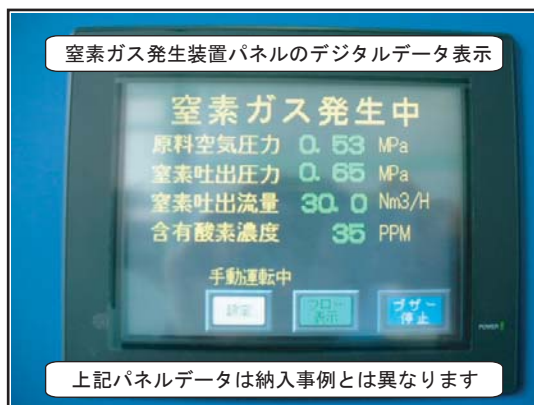 窒素ガス発生装置パネルのデジタルデータ表示
窒素ガス発生中
原料空気圧力 0.53 MPa
窒素吐出圧力 0.65 MPa
窒素吐出流量 30.0 Nm3/H
含有酸素濃度 35 PPM
手動運転中
設定
フロー
表示
ブザー
停止
POWER
上記パネルデータは納入事例とは異なります